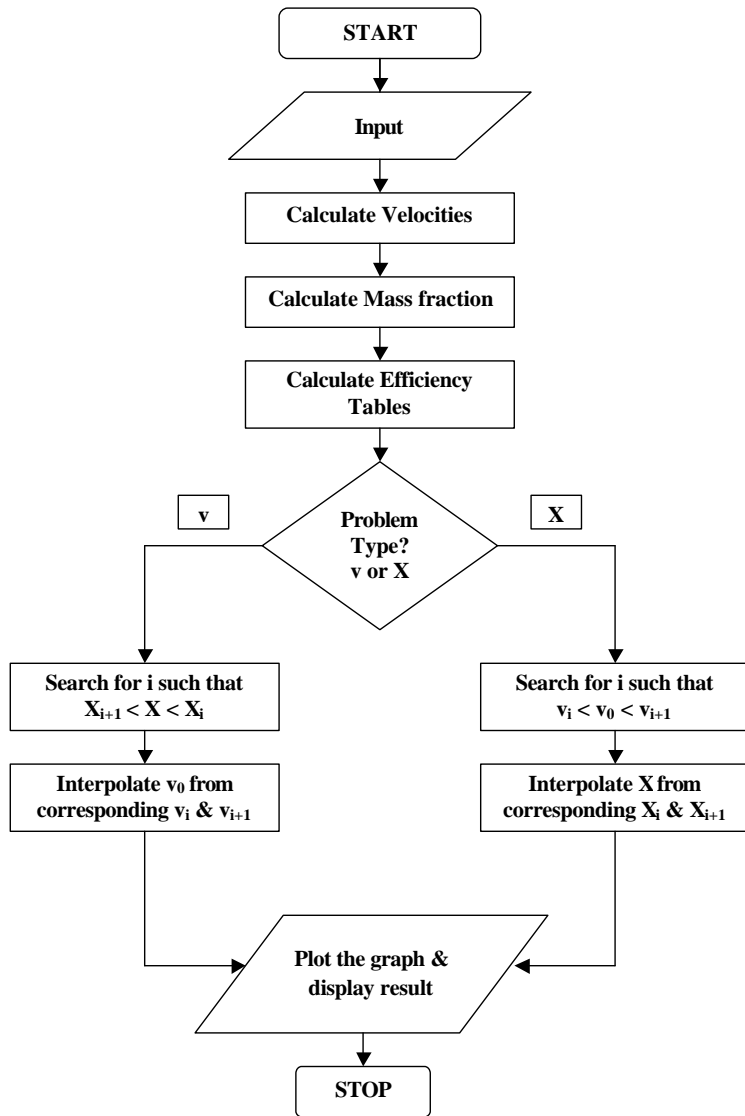 START
Input
Calculate Velocities
Calculate Mass fraction
Calculate Efficiency
Tables
v
X
Problem
Type?
v or X
Search for i such that
Xᵢ₊₁ < X < Xᵢ
Search for i such that
vᵢ < v₀ < vᵢ₊₁
Interpolate v₀ from
corresponding vᵢ & vᵢ₊₁
Interpolate X from
corresponding Xᵢ & Xᵢ₊₁
Plot the graph &
display result
STOP